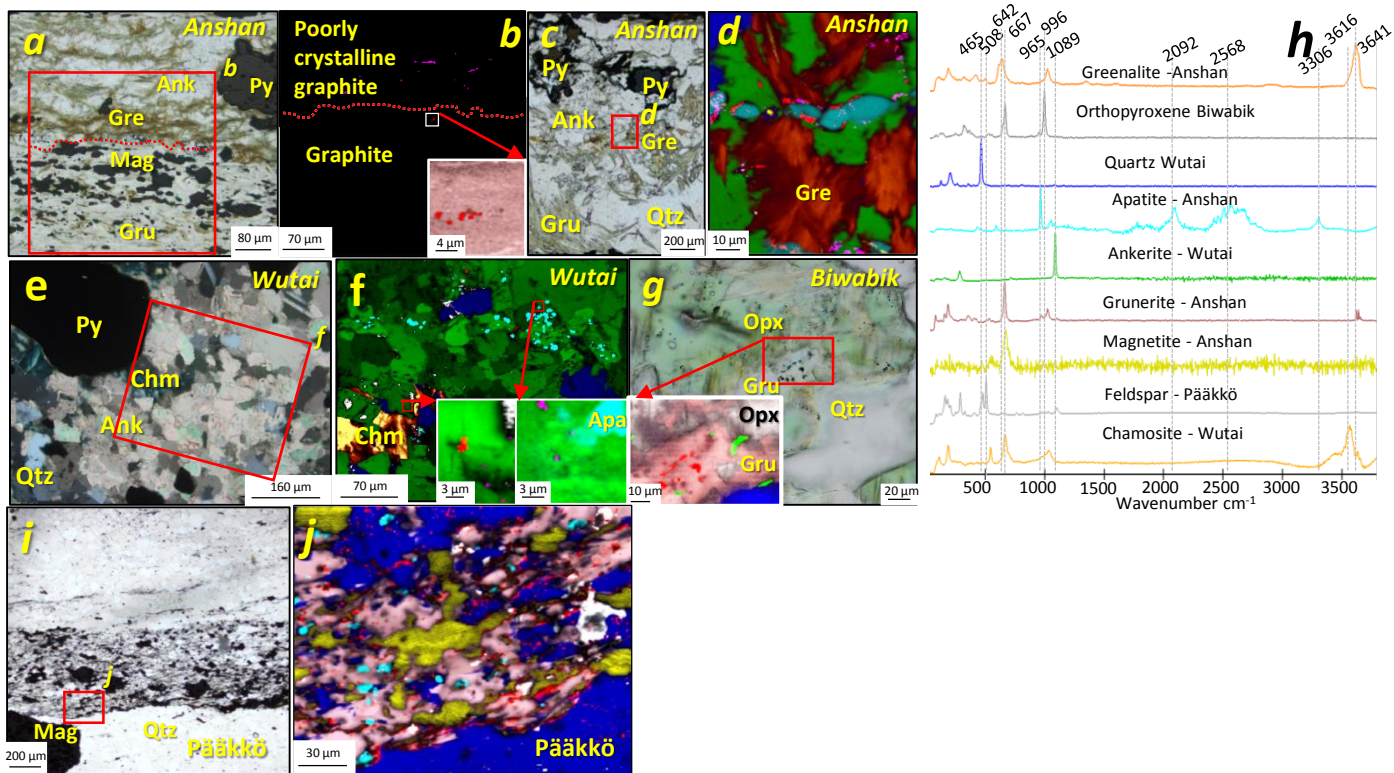 a
Anshan
b
Ank
Py
Gre
Mag
Gru
80 µm
Poorly
crystalline
graphite
b
Graphite
70 µm
4 µm
c
Anshan
Py
Py
Ank
d
Gre
Gru
Qtz
200 µm
d
Anshan
Gre
10 µm
e
Wutai
Py
f
Chm
Ank
Qtz
160 µm
f
Wutai
Chm
Apa
70 µm
3 µm
3 µm
g
Biwabik
Opx
Gru
Qtz
Opx
Gru
10 µm
20 µm
h
465
508
642
667
965
996
1089
2092
2568
3306
3616
3641
Greenalite -Anshan
Orthopyroxene Biwabik
Quartz Wutai
Apatite - Anshan
Ankerite - Wutai
Grunerite - Anshan
Magnetite - Anshan
Feldspar - Pääkkö
Chamosite - Wutai
500 1000 1500 2000 2500 3000 3500
Wavenumber cm⁻¹
i
j
Mag
Qtz
Pääkkö
200 µm
j
30 µm
Pääkkö